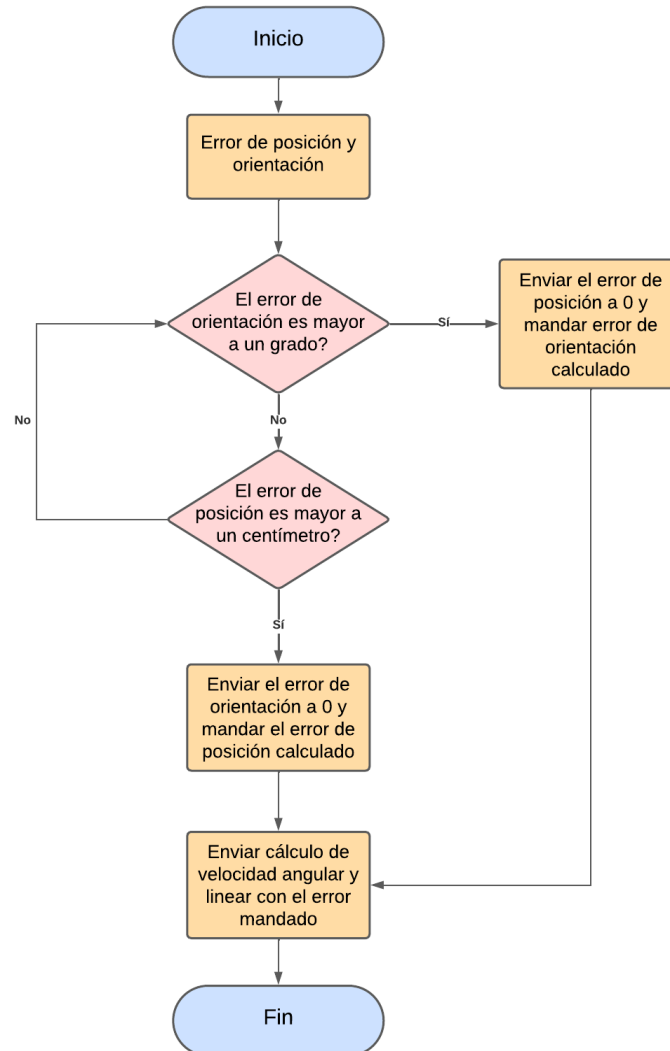 Inicio
Error de posición y
orientación
El error de
orientación es mayor
a un grado?
Sí
Enviar el error de
posición a 0 y
mandar error de
orientación
calculado
No
No
El error de
posición es mayor a
un centímetro?
Sí
Enviar el error de
orientación a 0 y
mandar el error de
posición calculado
Enviar cálculo de
velocidad angular y
linear con el error
mandado
Fin